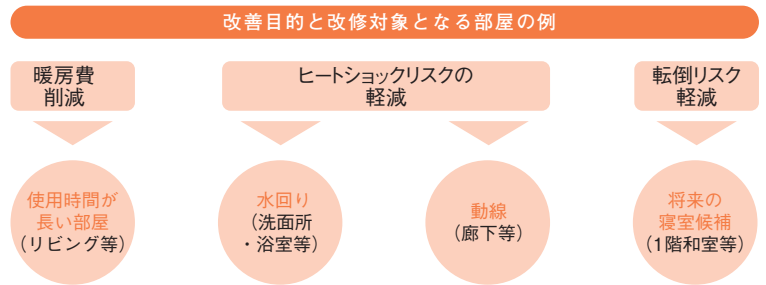 改善目的と改修対象となる部屋の例
暖房費
削減
ヒートショックリスクの
軽減
転倒リスク
軽減
使用時間が
長い部屋
(リビング等)
水回り
(洗面所
・浴室等)
動線
(廊下等)
将来の
寝室候補
(1階和室等)